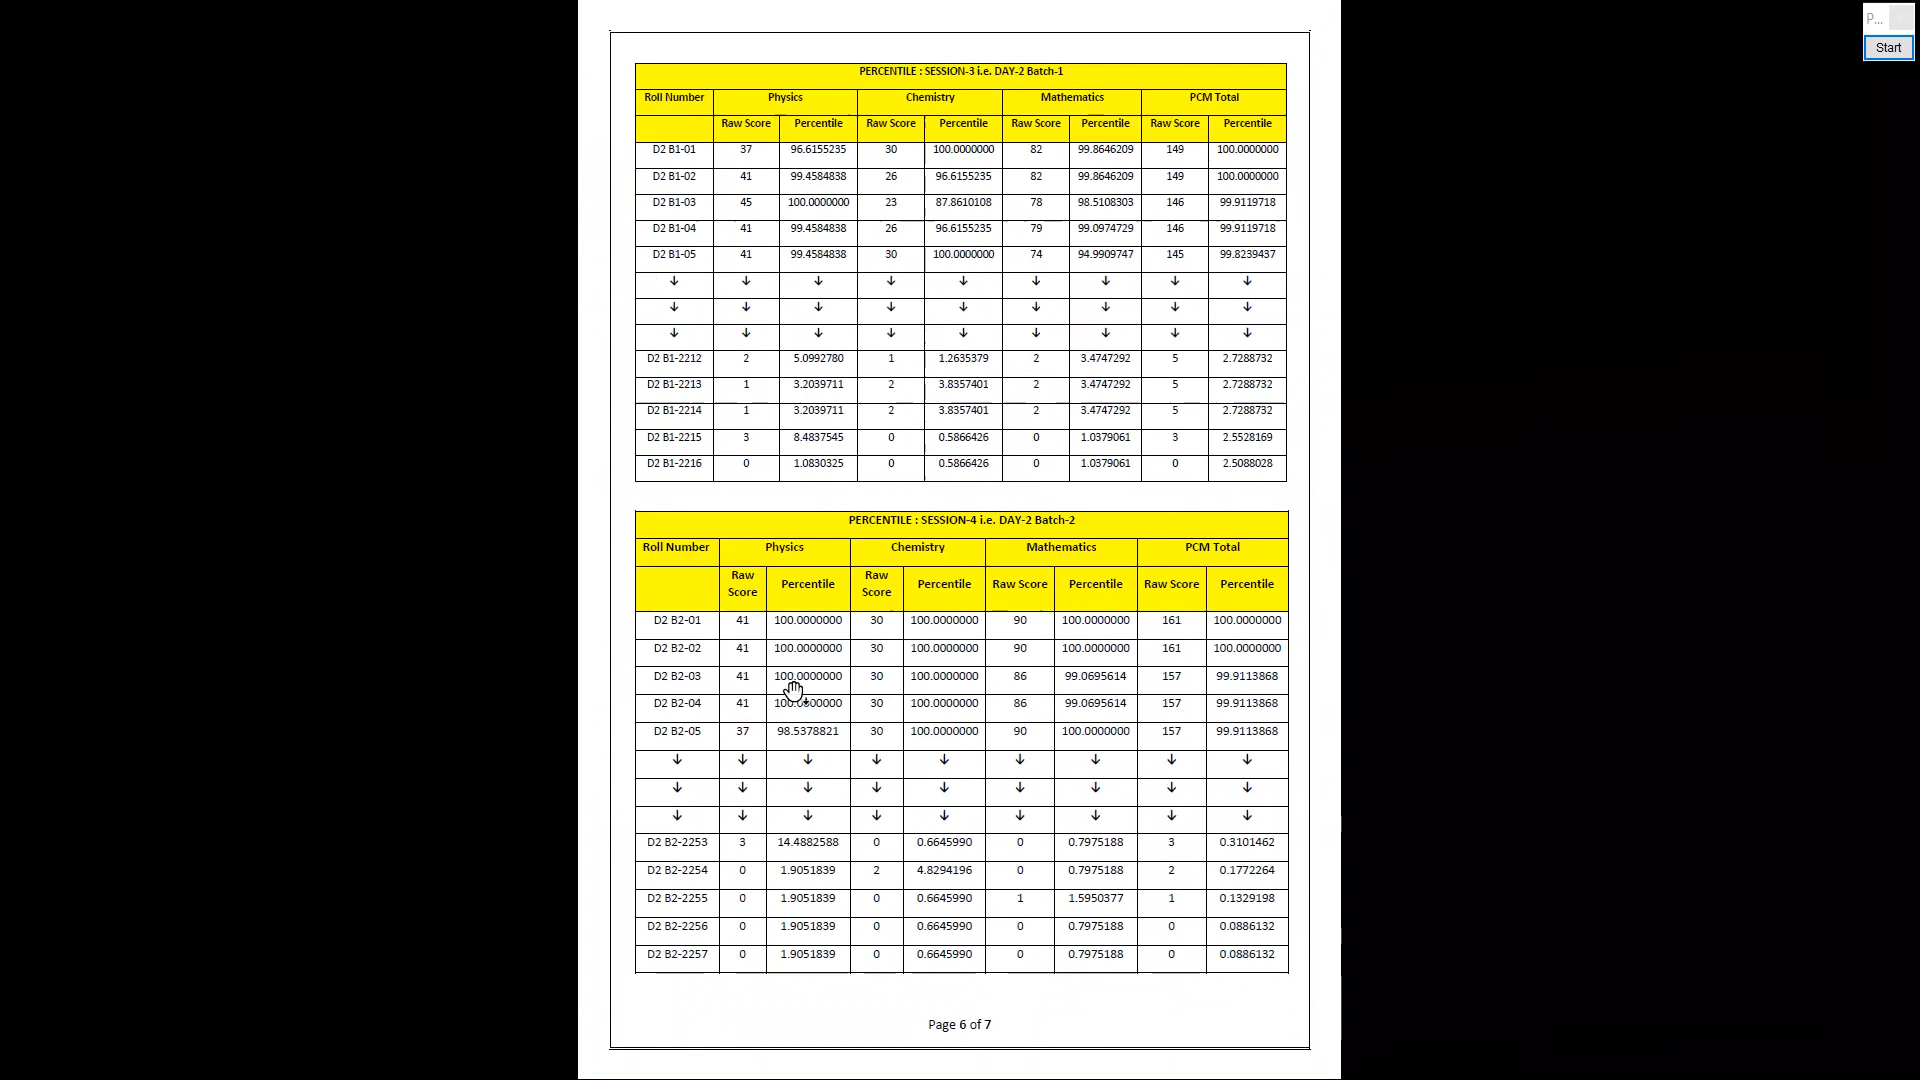 P...
Start
PERCENTILE : SESSION-3 i.e. DAY-2 Batch-1
Roll Number Physics Chemistry Mathematics PCM Total
Raw Score Percentile Raw Score Percentile Raw Score Percentile Raw Score Percentile
D2 B1-01 37 96.6155235 30 100.0000000 82 99.8646209 149 100.0000000
D2 B1-02 41 99.4584838 26 96.6155235 82 99.8646209 149 100.0000000
D2 B1-03 45 100.0000000 23 87.8610108 78 98.5108303 146 99.9119718
D2 B1-04 41 99.4584838 26 96.6155235 79 99.0974729 146 99.9119718
D2 B1-05 41 99.4584838 30 100.0000000 74 94.9909747 145 99.8239437
↓ ↓ ↓ ↓ ↓ ↓ ↓ ↓ ↓
↓ ↓ ↓ ↓ ↓ ↓ ↓ ↓ ↓
↓ ↓ ↓ ↓ ↓ ↓ ↓ ↓ ↓
D2 B1-2212 2 5.0992780 1 1.2635379 2 3.4747292 5 2.7288732
D2 B1-2213 1 3.2039711 2 3.8357401 2 3.4747292 5 2.7288732
D2 B1-2214 1 3.2039711 2 3.8357401 2 3.4747292 5 2.7288732
D2 B1-2215 3 8.4837545 0 0.5866426 0 1.0379061 3 2.5528169
D2 B1-2216 0 1.0830325 0 0.5866426 0 1.0379061 0 2.5088028
PERCENTILE : SESSION-4 i.e. DAY-2 Batch-2
Roll Number Physics Chemistry Mathematics PCM Total
Raw Score Percentile Raw Score Percentile Raw Score Percentile Raw Score Percentile
D2 B2-01 41 100.0000000 30 100.0000000 90 100.0000000 161 100.0000000
D2 B2-02 41 100.0000000 30 100.0000000 90 100.0000000 161 100.0000000
D2 B2-03 41 100.0000000 30 100.0000000 86 99.0695614 157 99.9113868
D2 B2-04 41 100.0000000 30 100.0000000 86 99.0695614 157 99.9113868
D2 B2-05 37 98.5378821 30 100.0000000 90 100.0000000 157 99.9113868
↓ ↓ ↓ ↓ ↓ ↓ ↓ ↓ ↓
↓ ↓ ↓ ↓ ↓ ↓ ↓ ↓ ↓
↓ ↓ ↓ ↓ ↓ ↓ ↓ ↓ ↓
D2 B2-2253 3 14.4882588 0 0.6645990 0 0.7975188 3 0.3101462
D2 B2-2254 0 1.9051839 2 4.8294196 0 0.7975188 2 0.1772264
D2 B2-2255 0 1.9051839 0 0.6645990 1 1.5950377 1 0.1329198
D2 B2-2256 0 1.9051839 0 0.6645990 0 0.7975188 0 0.0886132
D2 B2-2257 0 1.9051839 0 0.6645990 0 0.7975188 0 0.0886132
Page 6 of 7